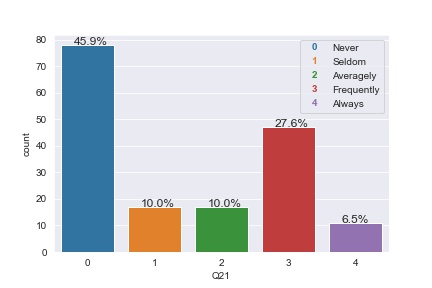 80
70
60
50
40
30
20
10
0
count
45.9%
10.0%
10.0%
27.6%
6.5%
0 Never
1 Seldom
2 Averagely
3 Frequently
4 Always
0 1 2 3 4
Q21